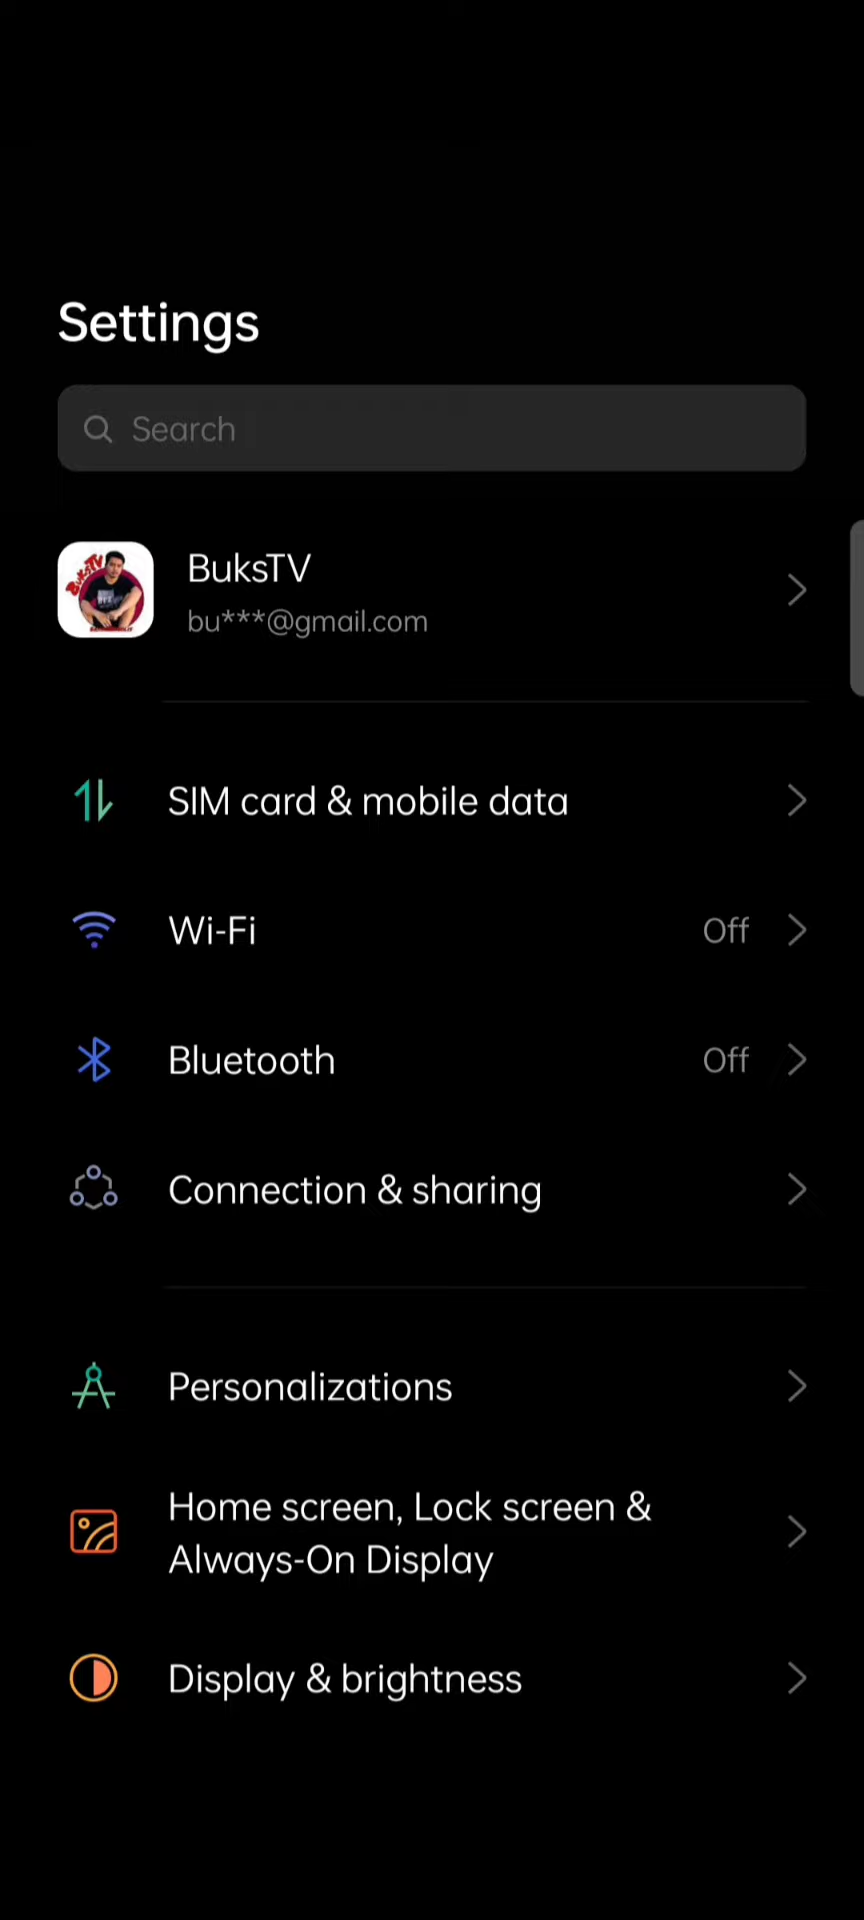 Settings
Search
BuksTV
BuksTV
bu***@gmail.com
SIM card & mobile data
Wi-Fi
Off
Bluetooth
Off
Connection & sharing
Personalizations
Home screen, Lock screen &
Always-On Display
Display & brightness